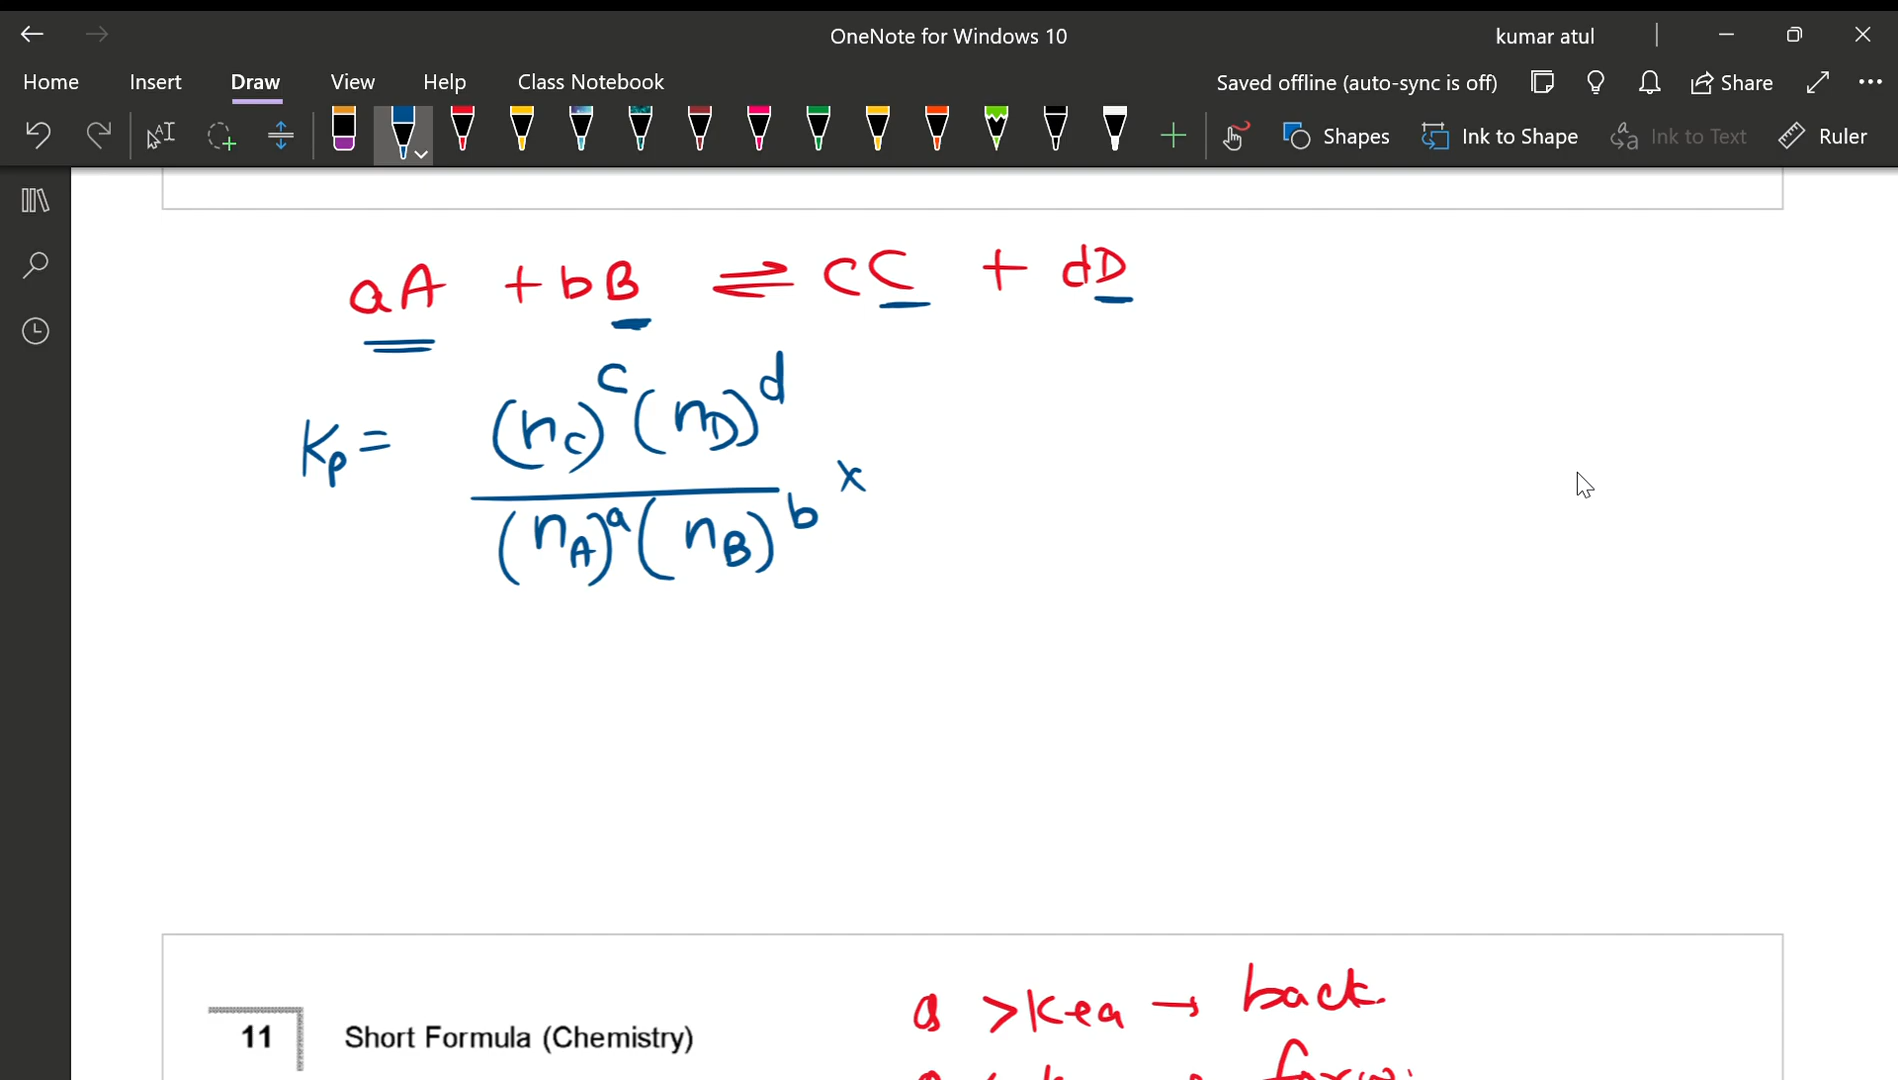 OneNote for Windows 10
kumar atul
Home Insert Draw View Help Class Notebook
Saved offline (auto-sync is off) Share
Shapes Ink to Shape Ink to Text Ruler
aA + bB ⇌ cC + dD
Kp = (nC)^c (nD)^d / (nA)^a (nB)^b ×
11 Short Formula (Chemistry)
Q > Keq → back.